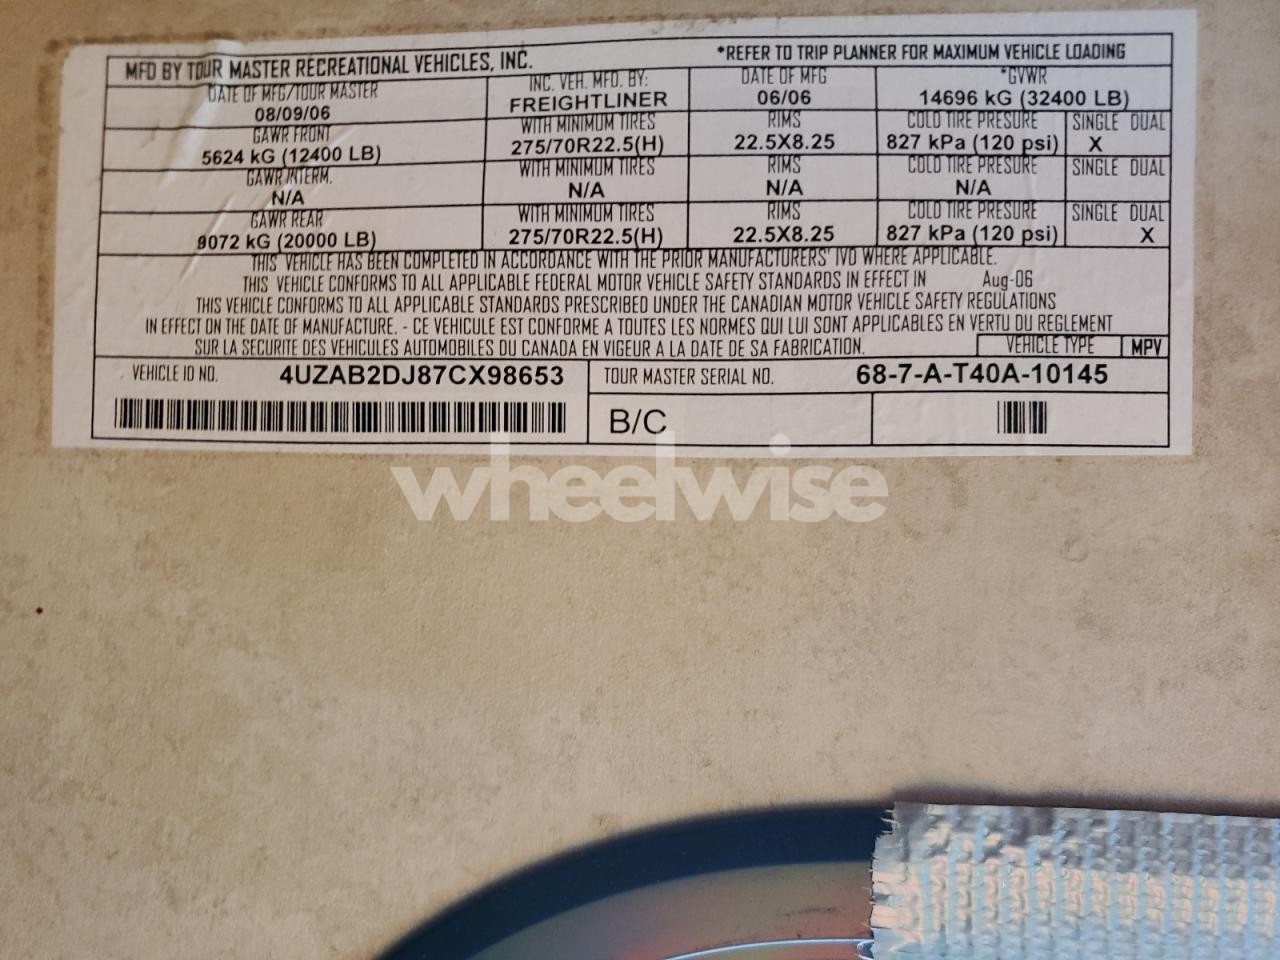 MFD BY TOUR MASTER RECREATIONAL VEHICLES, INC. *REFER TO TRIP PLANNER FOR MAXIMUM VEHICLE LOADING
DATE OF MFG/TOUR MASTER INC. VEH. MFD. BY: DATE OF MFG *GVWR
08/09/06 FREIGHTLINER 06/06 14696 kG (32400 LB)
GAWR FRONT WITH MINIMUM TIRES RIMS COLD TIRE PRESURE SINGLE DUAL
5624 kG (12400 LB) 275/70R22.5(H) 22.5X8.25 827 kPa (120 psi) X
GAWR INTERM. WITH MINIMUM TIRES RIMS COLD TIRE PRESURE SINGLE DUAL
N/A N/A N/A N/A
GAWR REAR WITH MINIMUM TIRES RIMS COLD TIRE PRESURE SINGLE DUAL
9072 kG (20000 LB) 275/70R22.5(H) 22.5X8.25 827 kPa (120 psi) X
THIS VEHICLE HAS BEEN COMPLETED IN ACCORDANCE WITH THE PRIOR MANUFACTURERS' IVD WHERE APPLICABLE.
THIS VEHICLE CONFORMS TO ALL APPLICABLE FEDERAL MOTOR VEHICLE SAFETY STANDARDS IN EFFECT IN Aug-06
THIS VEHICLE CONFORMS TO ALL APPLICABLE STANDARDS PRESCRIBED UNDER THE CANADIAN MOTOR VEHICLE SAFETY REGULATIONS
IN EFFECT ON THE DATE OF MANUFACTURE. - CE VEHICULE EST CONFORME A TOUTES LES NORMES QUI LUI SONT APPLICABLES EN VERTU DU REGLEMENT
SUR LA SECURITE DES VEHICULES AUTOMOBILES DU CANADA EN VIGEUR A LA DATE DE SA FABRICATION. VEHICLE TYPE MPV
VEHICLE ID NO. 4UZAB2DJ87CX98653 TOUR MASTER SERIAL NO. 68-7-A-T40A-10145
B/C
wheelwise